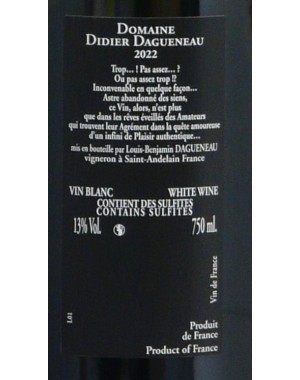 DOMAINE
DIDIER DAGUENEAU
2022
Trop... ! Pas assez... ?
Ou pas assez trop !!
Inconvenable en quelque façon...
Astre abandonné des siens,
ce Vin, alors, n'est plus
que dans les rêves éveillés des Amateurs
qui trouvent leur Agrément dans la quête amoureuse
d'un infini de Plaisir authentique...
mis en bouteille par Louis-Benjamin DAGUENEAU
vigneron à Saint-Andelain France
VIN BLANC WHITE WINE
CONTIENT DES SULFITES
CONTAINS SULFITES
13% Vol. 750 ml.
Vin de France
L01
Produit
de France
Product of France